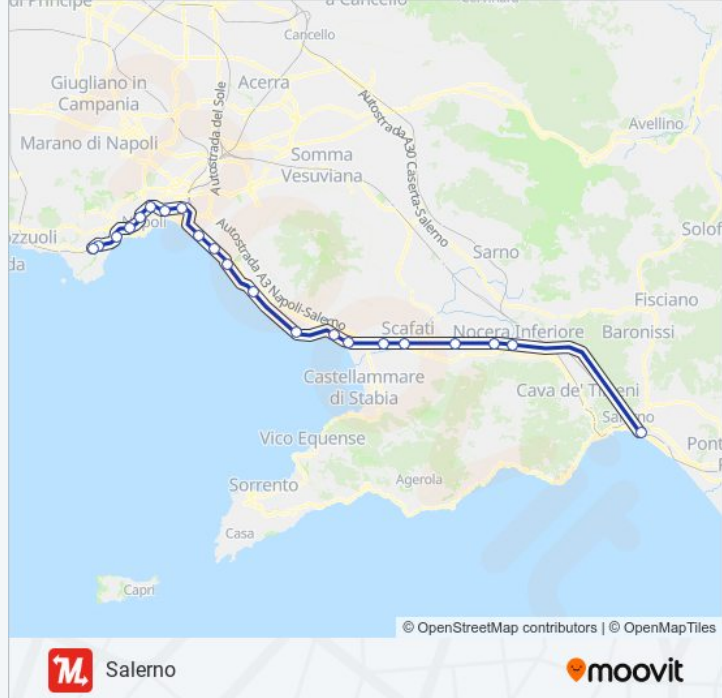 di Principe
a Cancello
Cancello
Giugliano in
Campania
Acerra
Autostrada del Sole
Autostrada A30 Caserta-Salerno
Avellino
Marano di Napoli
Somma
Vesuviana
Napoli
Autostrada A3 Napoli-Salerno
ozzuoli
da
Sarno
Solof
Fisciano
Scafati
Nocera Inferiore
Baronissi
Castellammare
di Stabia
Cava de' Tirreni
Salerno
Pont
Vico Equense
Sorrento
Agerola
Casa
Capri
© OpenStreetMap contributors | © OpenMapTiles
M
Salerno
moovit